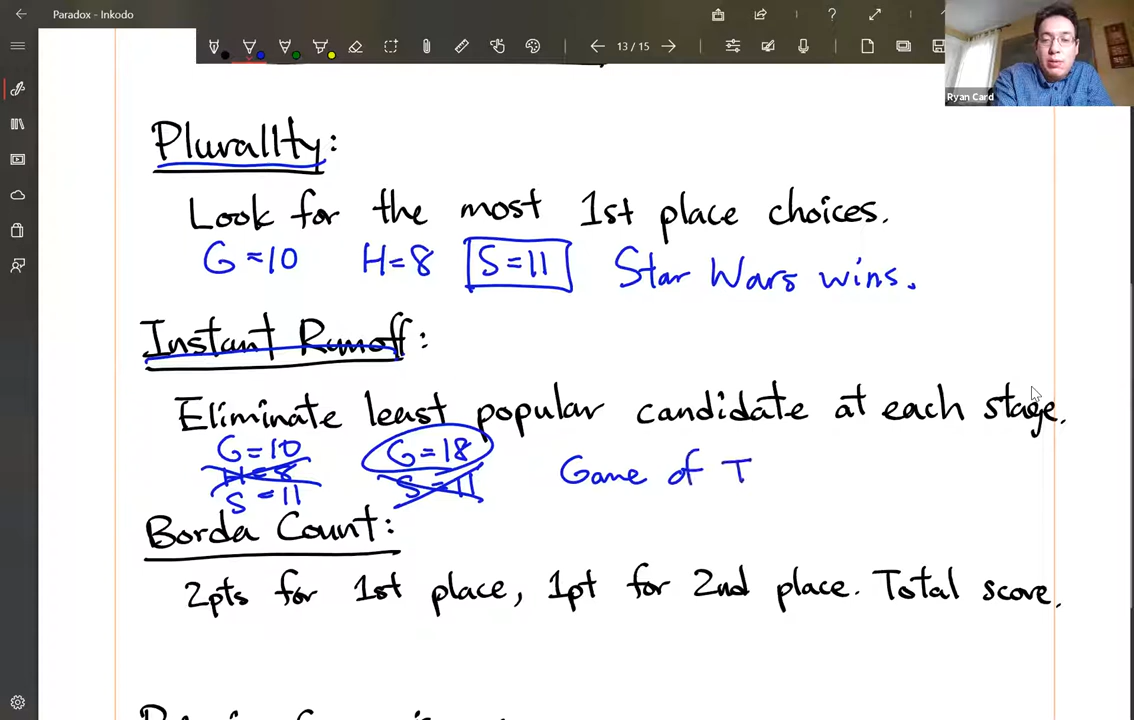 Paradox - Inkodo
13 / 15
Ryan Card
Plurality:
Look for the most 1st place choices.
G≈10 H=8 S=11 Star Wars wins.
Instant Runoff:
Eliminate least popular candidate at each stage.
G=10 G=18
H=8 S=11 Game of T
S=11
Borda Count:
2pts for 1st place, 1pt for 2nd place. Total score.